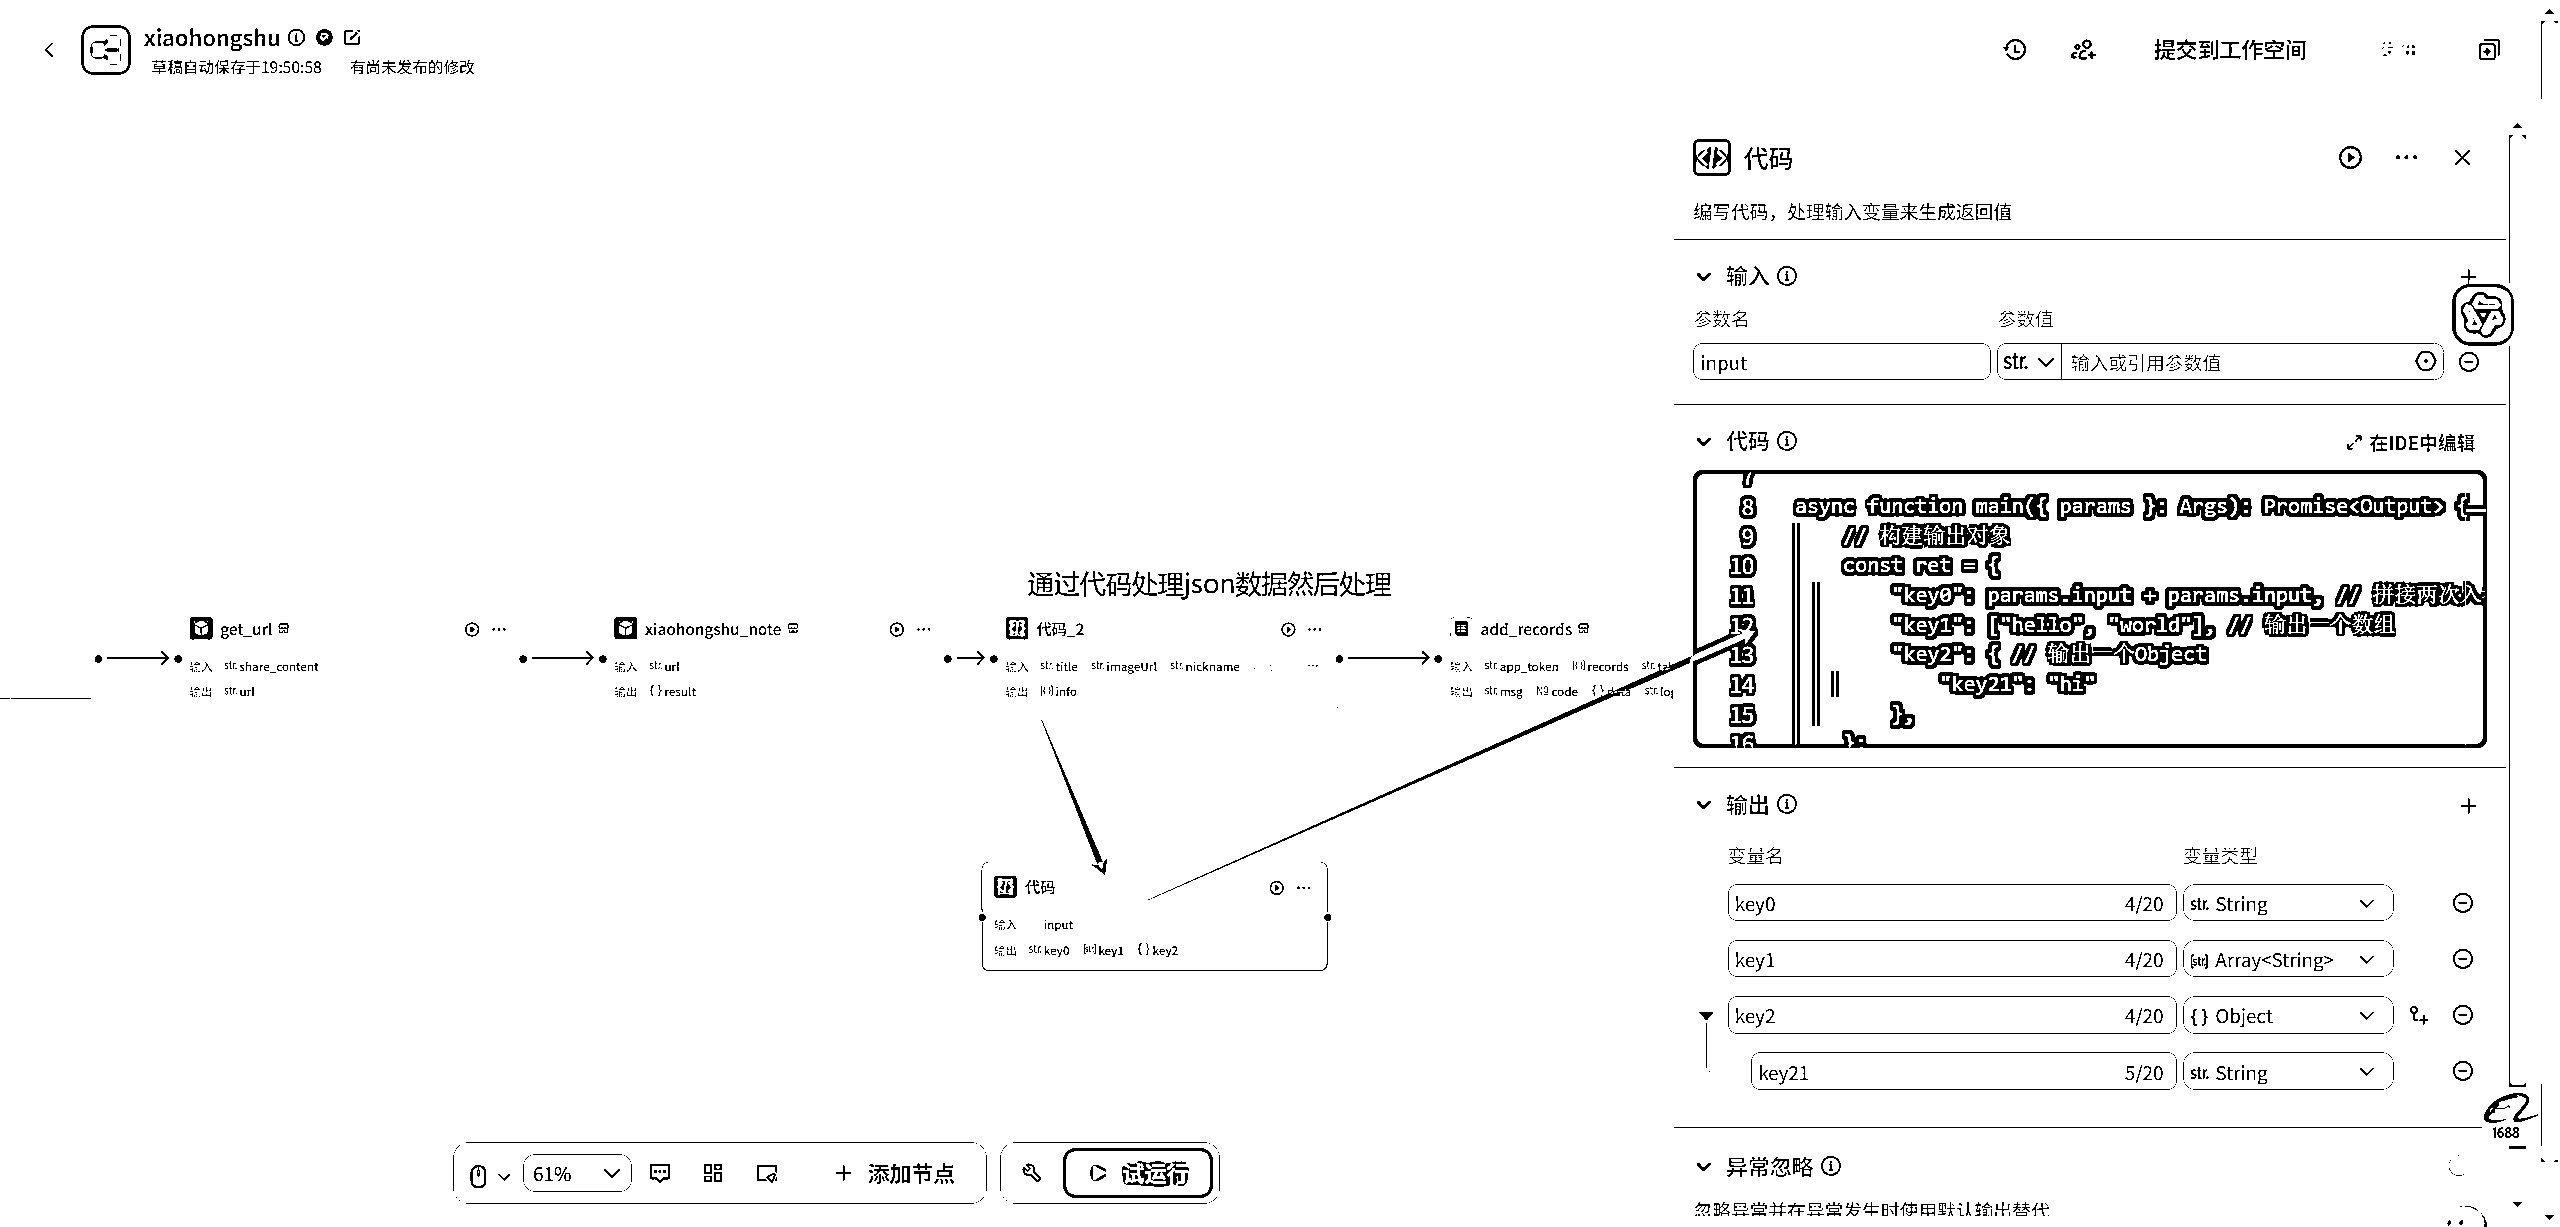 xiaohongshu
草稿自动保存于19:50:58 有尚未发布的修改
提交到工作空间
代码
编写代码，处理输入变量来生成返回值
输入
参数名 参数值
input str. 输入或引用参数值
代码 在IDE中编辑
7
8 async function main({ params }: Args): Promise<Output> {
9 // 构建输出对象
10 const ret = {
11 "key0": params.input + params.input, // 拼接两次入
12 "key1": ["hello", "world"], // 输出一个数组
13 "key2": { // 输出一个Object
14 "key21": "hi"
15 },
16 };
输出
变量名 变量类型
key0 4/20 str. String
key1 4/20 [str] Array<String>
key2 4/20 { } Object
key21 5/20 str. String
异常忽略
忽略异常并在异常发生时使用默认输出替代
1688
通过代码处理json数据然后处理
get_url
输入 str. share_content
输出 str. url
xiaohongshu_note
输入 str. url
输出 { } result
代码_2
输入 str. title str. imageUrl str. nickname
输出 info
add_records
输入 str. app_token records
输出 str. msg code { } data
代码
输入 input
输出 str. key0 [str] key1 { } key2
61%
添加节点
试运行